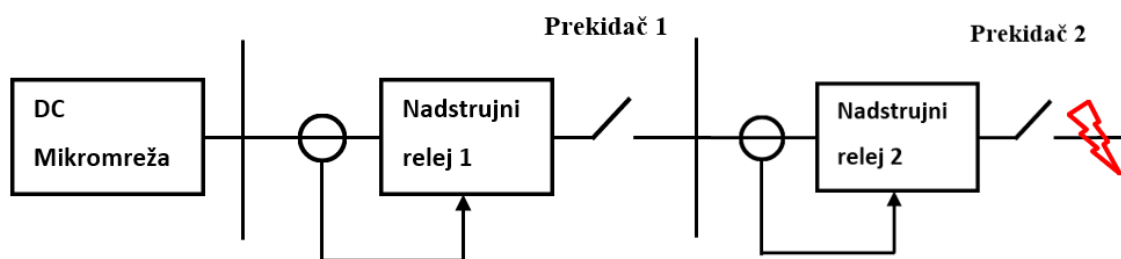 Prekidač 1
Prekidač 2
DC
Mikromreža
Nadstrujni
relej 1
Nadstrujni
relej 2